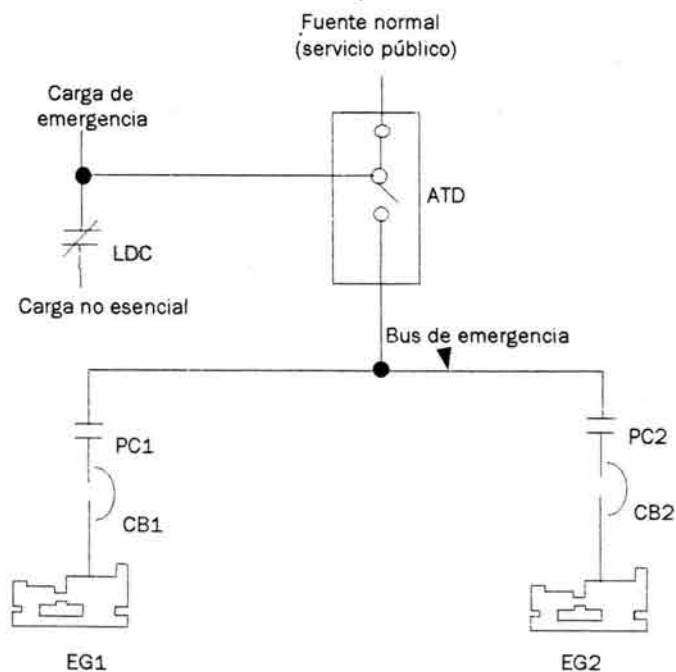 Fuente normal
(servicio público)
Carga de
emergencia
ATD
LDC
Carga no esencial
Bus de emergencia
PC1
PC2
CB1
CB2
EG1
EG2